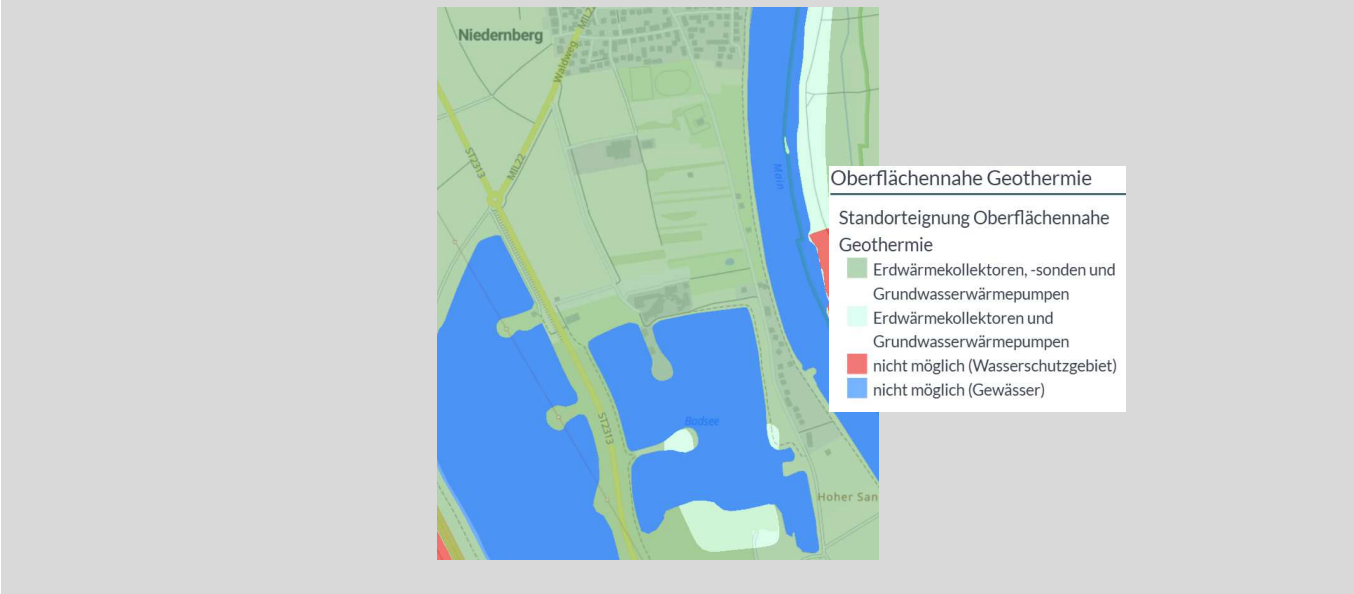 Niedernberg
MIL22
Waldweg
ST2313
MIL22
Main
Oberflächennahe Geothermie
Standorteignung Oberflächennahe
Geothermie
Erdwärmekollektoren, -sonden und
Grundwasserwärmepumpen
Erdwärmekollektoren und
Grundwasserwärmepumpen
nicht möglich (Wasserschutzgebiet)
nicht möglich (Gewässer)
ST2313
Badsee
Hoher San